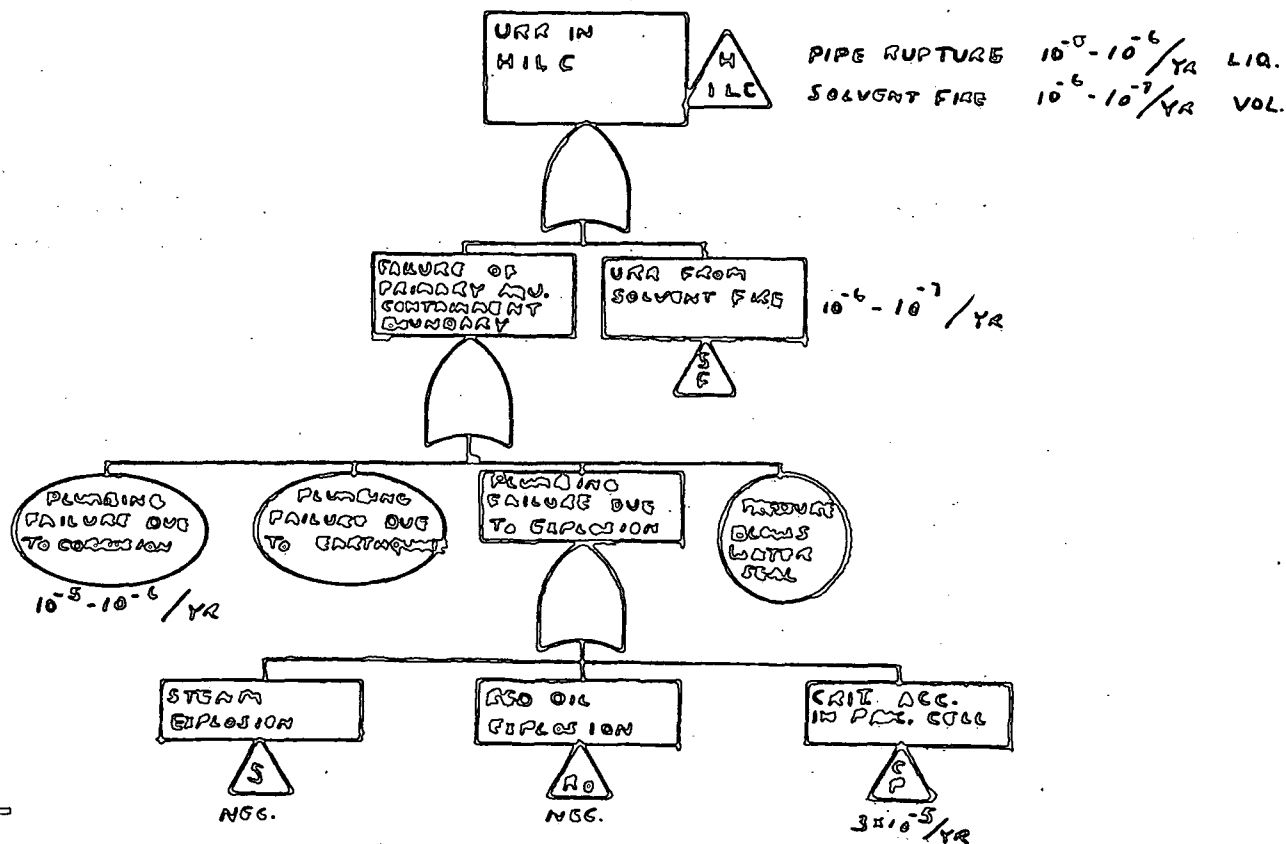 URR IN
HILC
H
ILC
PIPE RUPTURE 10⁻⁵-10⁻⁶/YR LIQ.
SOLVENT FIRE 10⁻⁶-10⁻⁷/YR VOL.
FAILURE OF
PRIMARY
CONTAINMENT
BOUNDARY
URR FROM
SOLVENT FIRE
10⁻⁶-10⁻⁷/YR
S
F
PLUMBING
FAILURE DUE
TO CORROSION
10⁻⁵-10⁻⁶/YR
PLUMBING
FAILURE DUE
TO EARTHQUAKE
PLUMBING
FAILURE DUE
TO EXPLOSION
PRESSURE
BLOWS
WATER
SEAL
STEAM
EXPLOSION
S
NEG.
RED OIL
EXPLOSION
RO
NEG.
CRIT. ACC.
IN PROC. CELL
C
P
3x10⁻⁵/YR